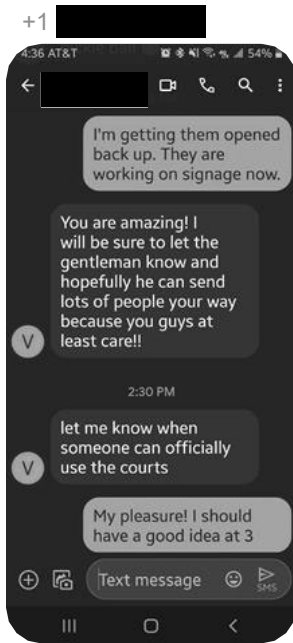 +1
4:36 AT&T 54%
I'm getting them opened
back up. They are
working on signage now.
You are amazing! I
will be sure to let the
gentleman know and
hopefully he can send
lots of people your way
because you guys at
least care!!
V
2:30 PM
let me know when
someone can officially
use the courts
V
My pleasure! I should
have a good idea at 3
Text message
SMS